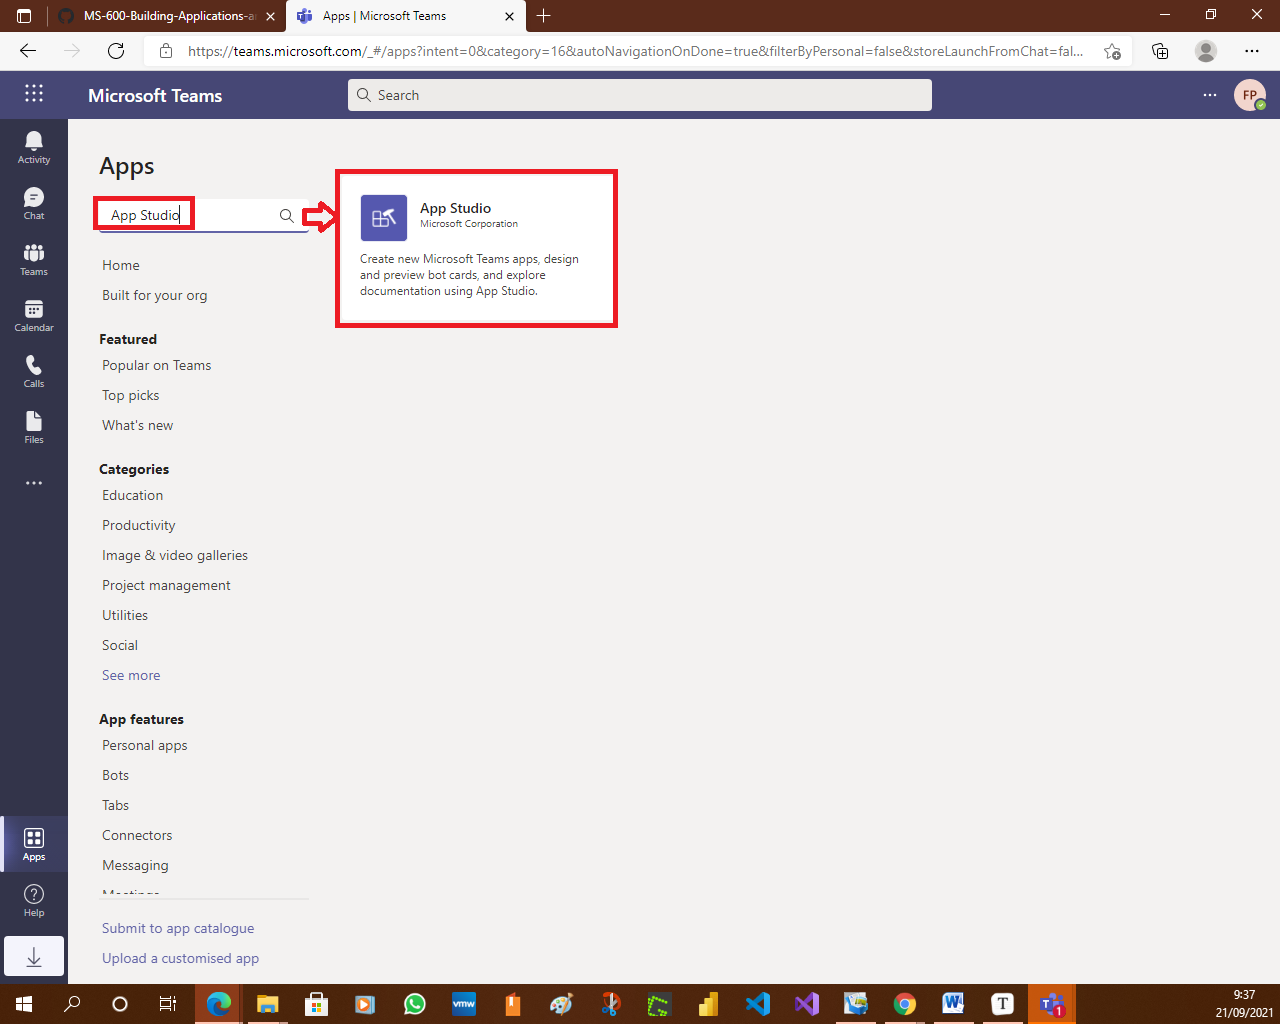 MS-600-Building-Applications-a
Apps | Microsoft Teams
https://teams.microsoft.com/_#/apps?intent=0&category=16&autoNavigationOnDone=true&filterByPersonal=false&storeLaunchFromChat=fal...
Microsoft Teams
Search
FP
Activity
Chat
Teams
Calendar
Calls
Files
Apps
Help
Apps
App Studio
Home
Built for your org
Featured
Popular on Teams
Top picks
What's new
Categories
Education
Productivity
Image & video galleries
Project management
Utilities
Social
See more
App features
Personal apps
Bots
Tabs
Connectors
Messaging
Meetings
Submit to app catalogue
Upload a customised app
App Studio
Microsoft Corporation
Create new Microsoft Teams apps, design
and preview bot cards, and explore
documentation using App Studio.
vmw
W
T
1
9:37
21/09/2021